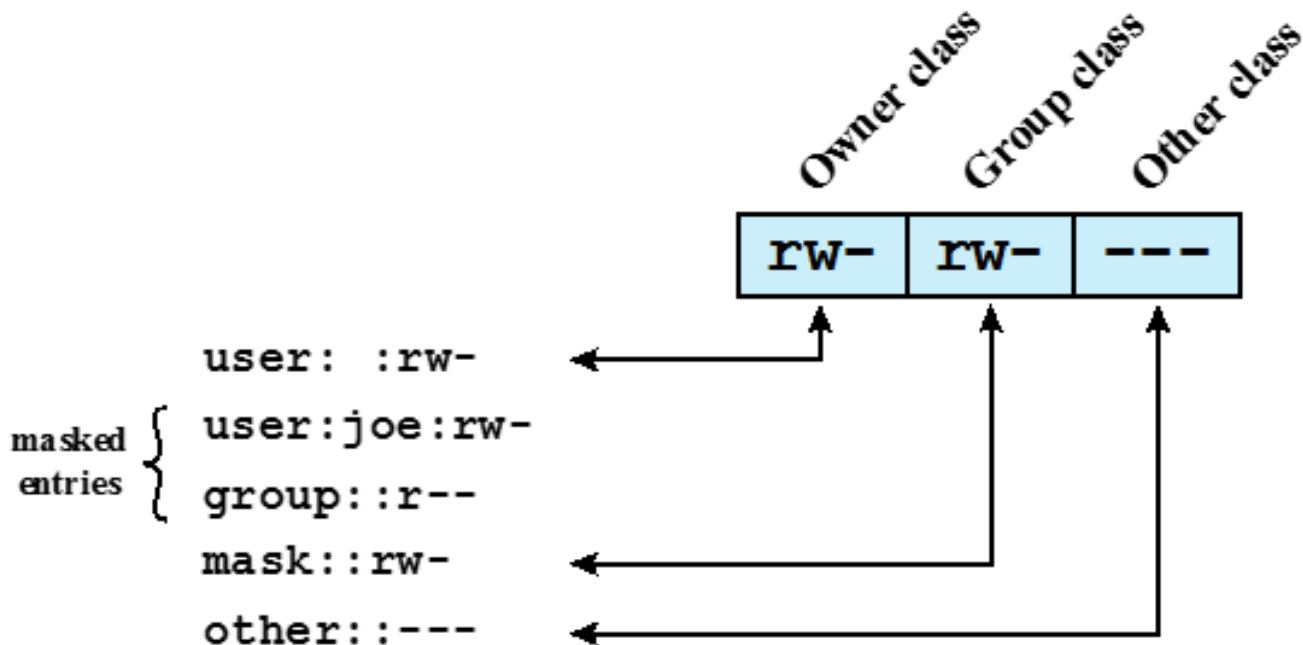 Owner class
Group class
Other class
rw- rw- ---
user: :rw-
user:joe:rw-
masked
entries
group::r--
mask::rw-
other::---